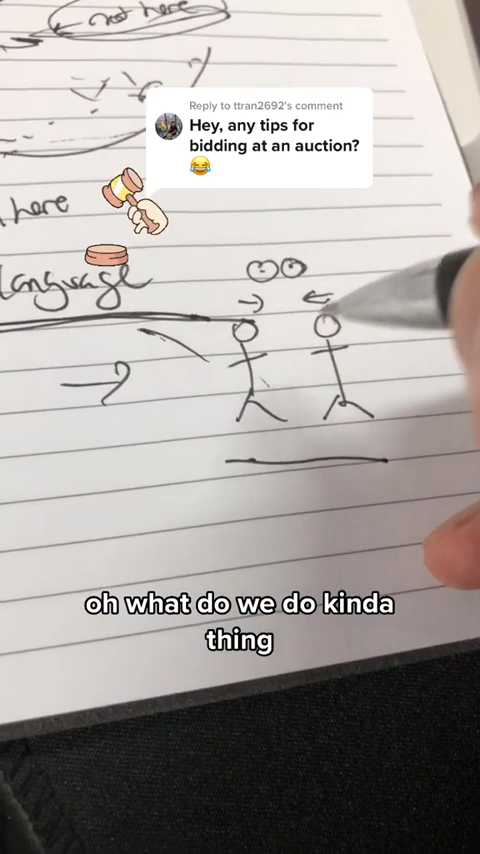 not here
Reply to ttran2692's comment
Hey, any tips for
bidding at an auction?
😂
here
language
oh what do we do kinda
thing